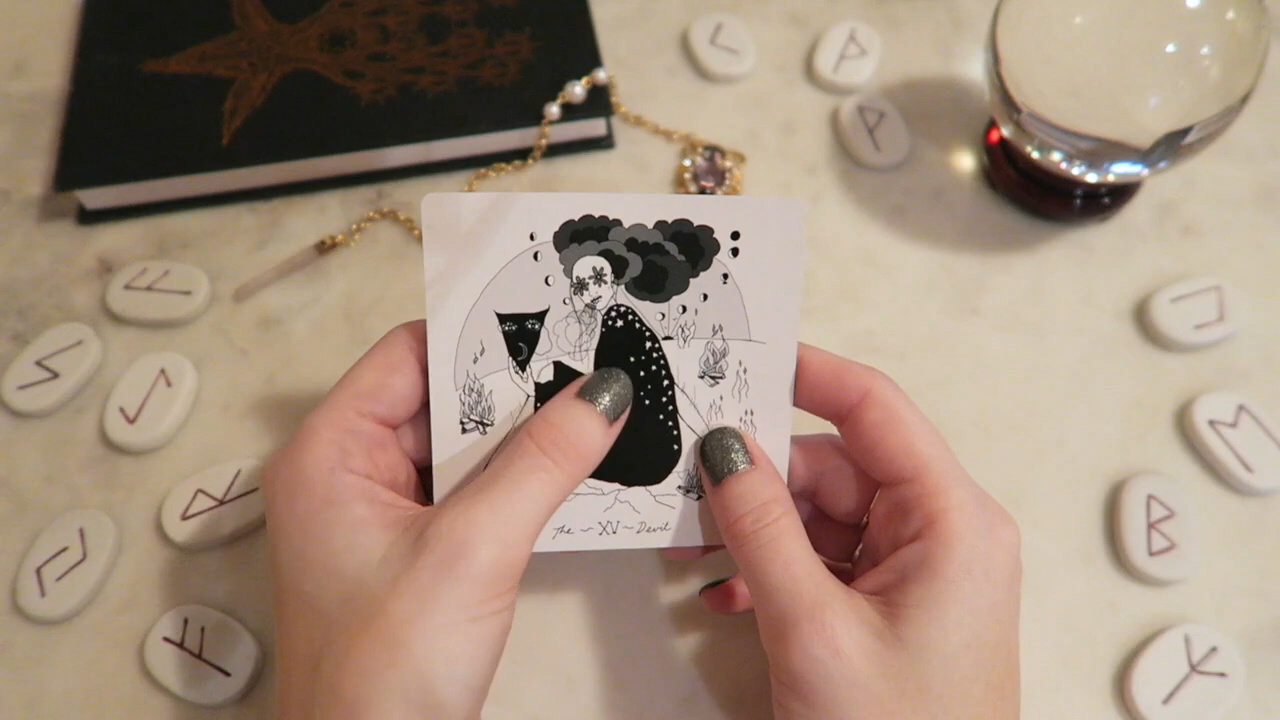 ᚲ
ᚹ
ᚹ
ᛊ
ᛇ
ᚱ
ᛃ
The ~ XV ~ Devil
ᚢ
ᛖ
ᛒ
ᛉ